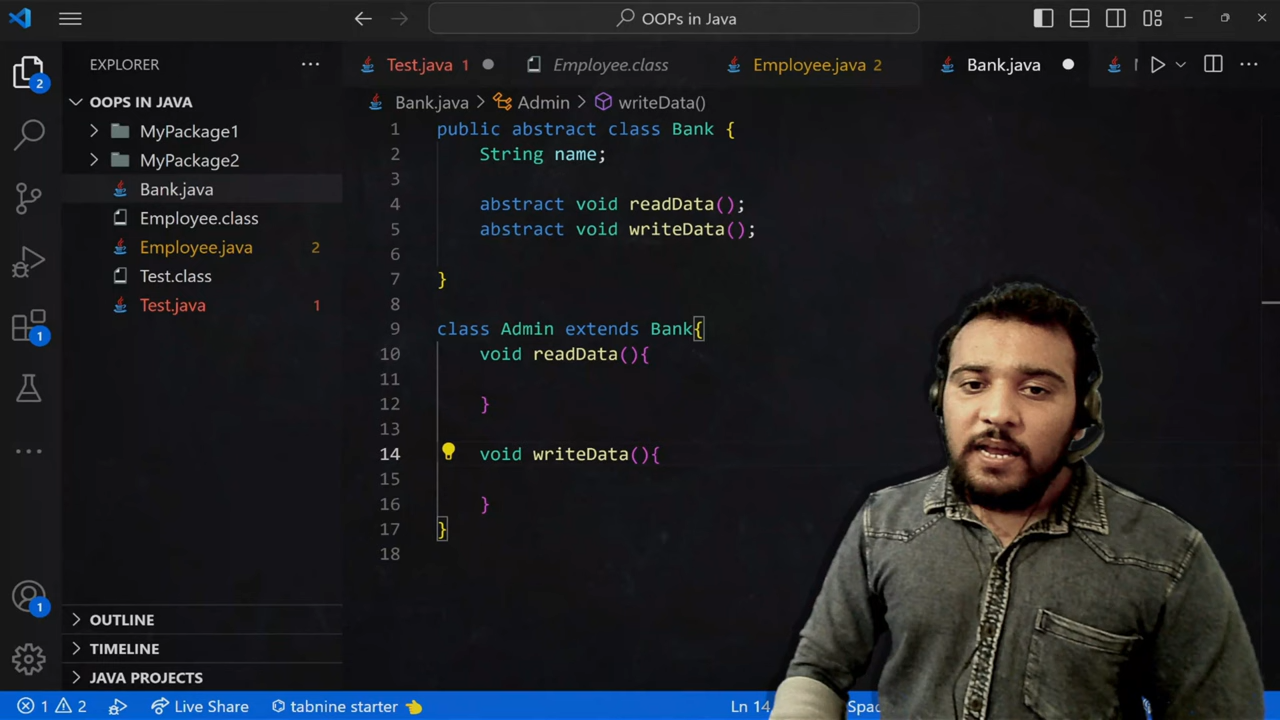 OOPs in Java
EXPLORER
Test.java 1
Employee.class
Employee.java 2
Bank.java
2
OOPS IN JAVA
MyPackage1
MyPackage2
Bank.java
Employee.class
Employee.java 2
Test.class
Test.java 1
1
Bank.java > Admin > writeData()
1 public abstract class Bank {
2 String name;
3
4 abstract void readData();
5 abstract void writeData();
6
7 }
8
9 class Admin extends Bank{
10 void readData(){
11
12 }
13
14 void writeData(){
15
16 }
17 }
18
1
OUTLINE
TIMELINE
JAVA PROJECTS
1 2 Live Share tabnine starter Ln 14